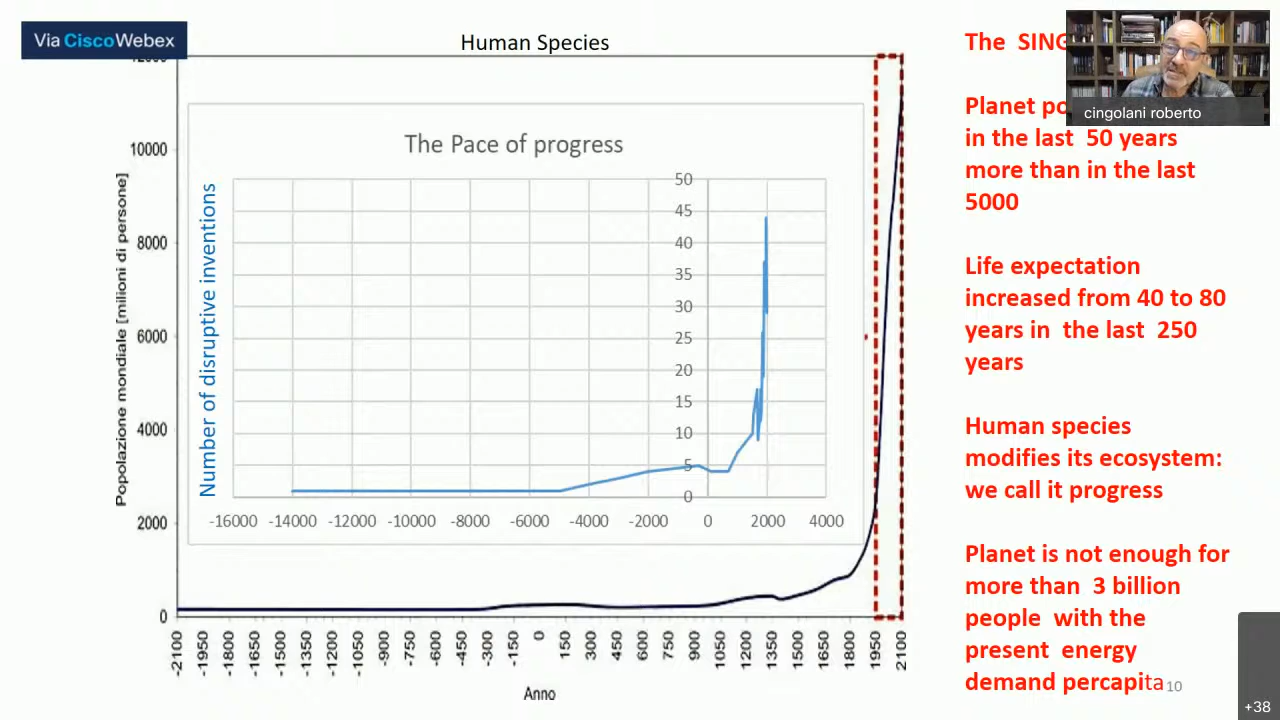 Via Cisco Webex
Human Species
The Pace of progress
Number of disruptive inventions
50
45
40
35
30
25
20
15
10
5
0
-16000 -14000 -12000 -10000 -8000 -6000 -4000 -2000 0 2000 4000
Popolazione mondiale [milioni di persone]
12000
10000
8000
6000
4000
2000
0
-2100 -1950 -1800 -1650 -1500 -1350 -1200 -1050 -900 -750 -600 -450 -300 -150 0 150 300 450 600 750 900 1050 1200 1350 1500 1650 1800 1950 2100
Anno
The
cingolani roberto
Planet
in the last 50 years
more than in the last
5000
Life expectation
increased from 40 to 80
years in the last 250
years
Human species
modifies its ecosystem:
we call it progress
Planet is not enough for
more than 3 billion
people with the
present energy
demand percapita
10
+38